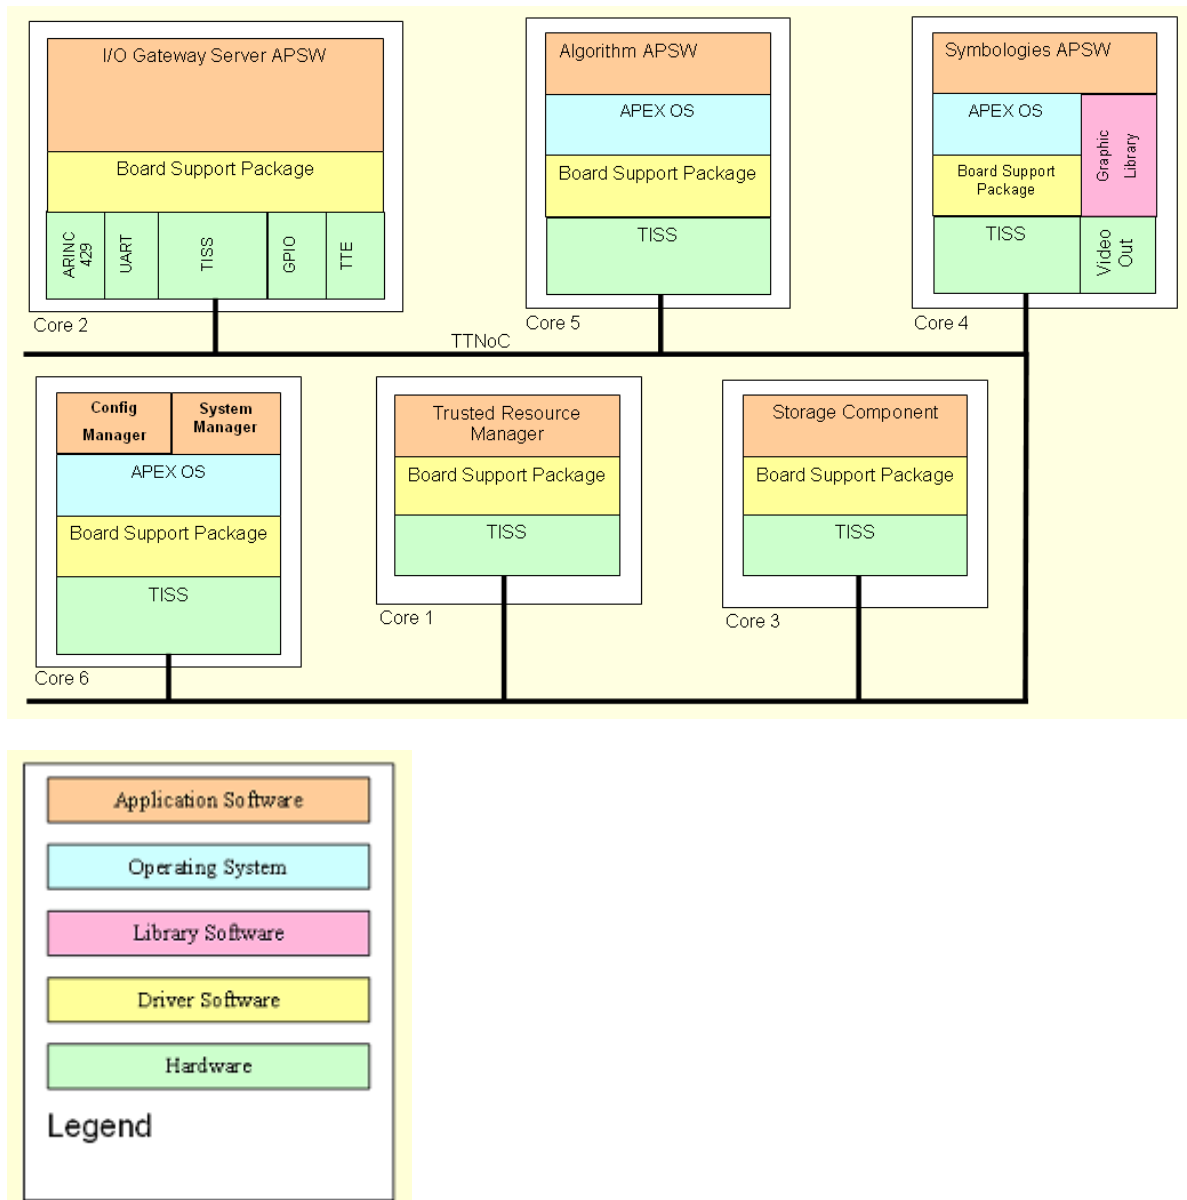 I/O Gateway Server APSW
Board Support Package
ARINC
429
UART
TISS
GPIO
TTE
Core 2
Algorithm APSW
APEX OS
Board Support Package
TISS
Core 5
Symbologies APSW
APEX OS
Graphic
Library
Board Support
Package
TISS
Video
Out
Core 4
TTNoC
Config
Manager
System
Manager
APEX OS
Board Support Package
TISS
Core 6
Trusted Resource
Manager
Board Support Package
TISS
Core 1
Storage Component
Board Support Package
TISS
Core 3
Application Software
Operating System
Library Software
Driver Software
Hardware
Legend